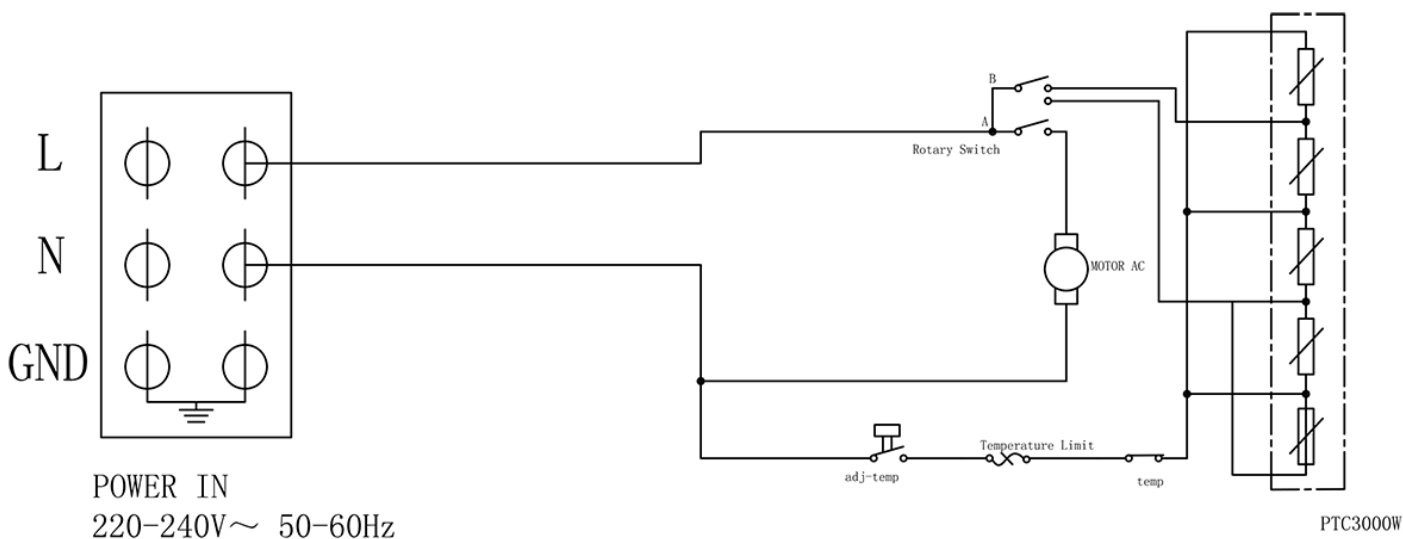 L
N
GND
POWER IN
220-240V～ 50-60Hz
B
A
Rotary Switch
MOTOR AC
adj-temp
Temperature Limit
temp
PTC3000W